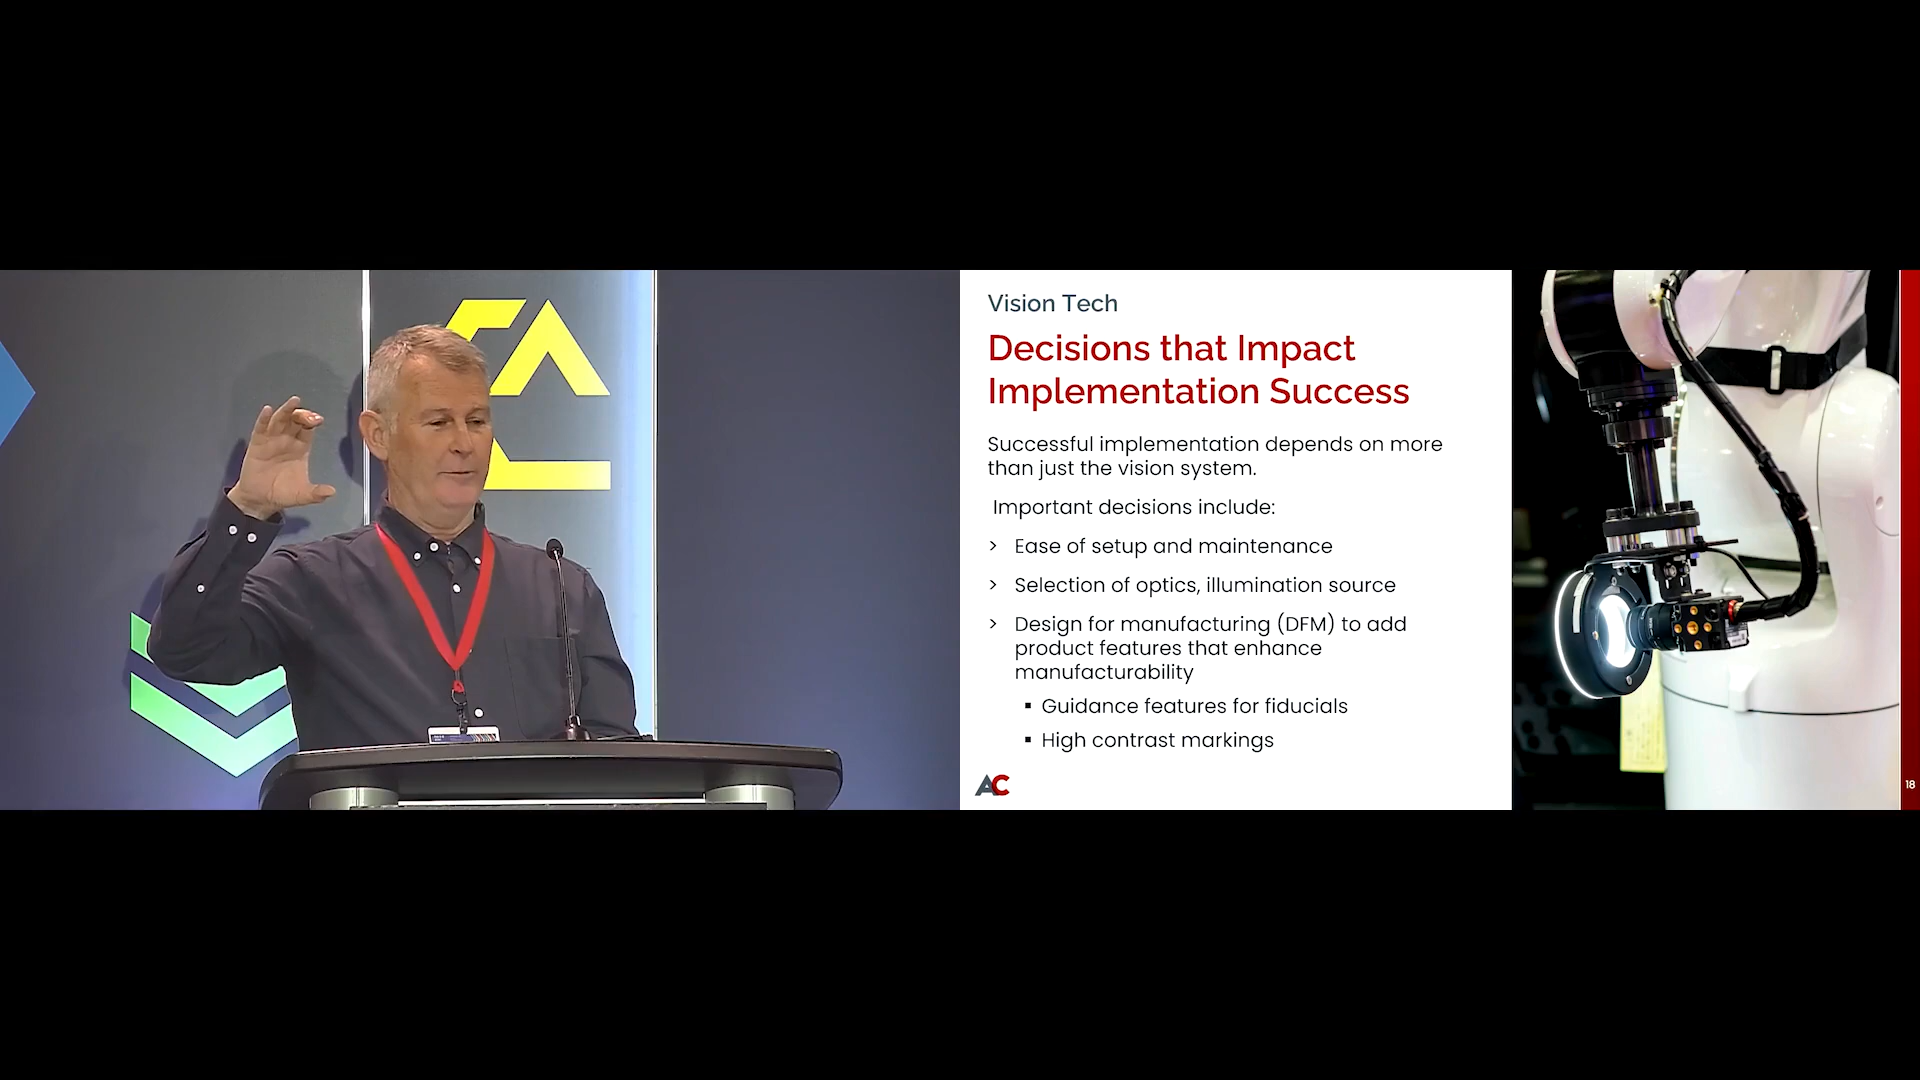 Vision Tech
Decisions that Impact
Implementation Success
Successful implementation depends on more
than just the vision system.
Important decisions include:
> Ease of setup and maintenance
> Selection of optics, illumination source
> Design for manufacturing (DFM) to add
product features that enhance
manufacturability
▪ Guidance features for fiducials
▪ High contrast markings
AC
18